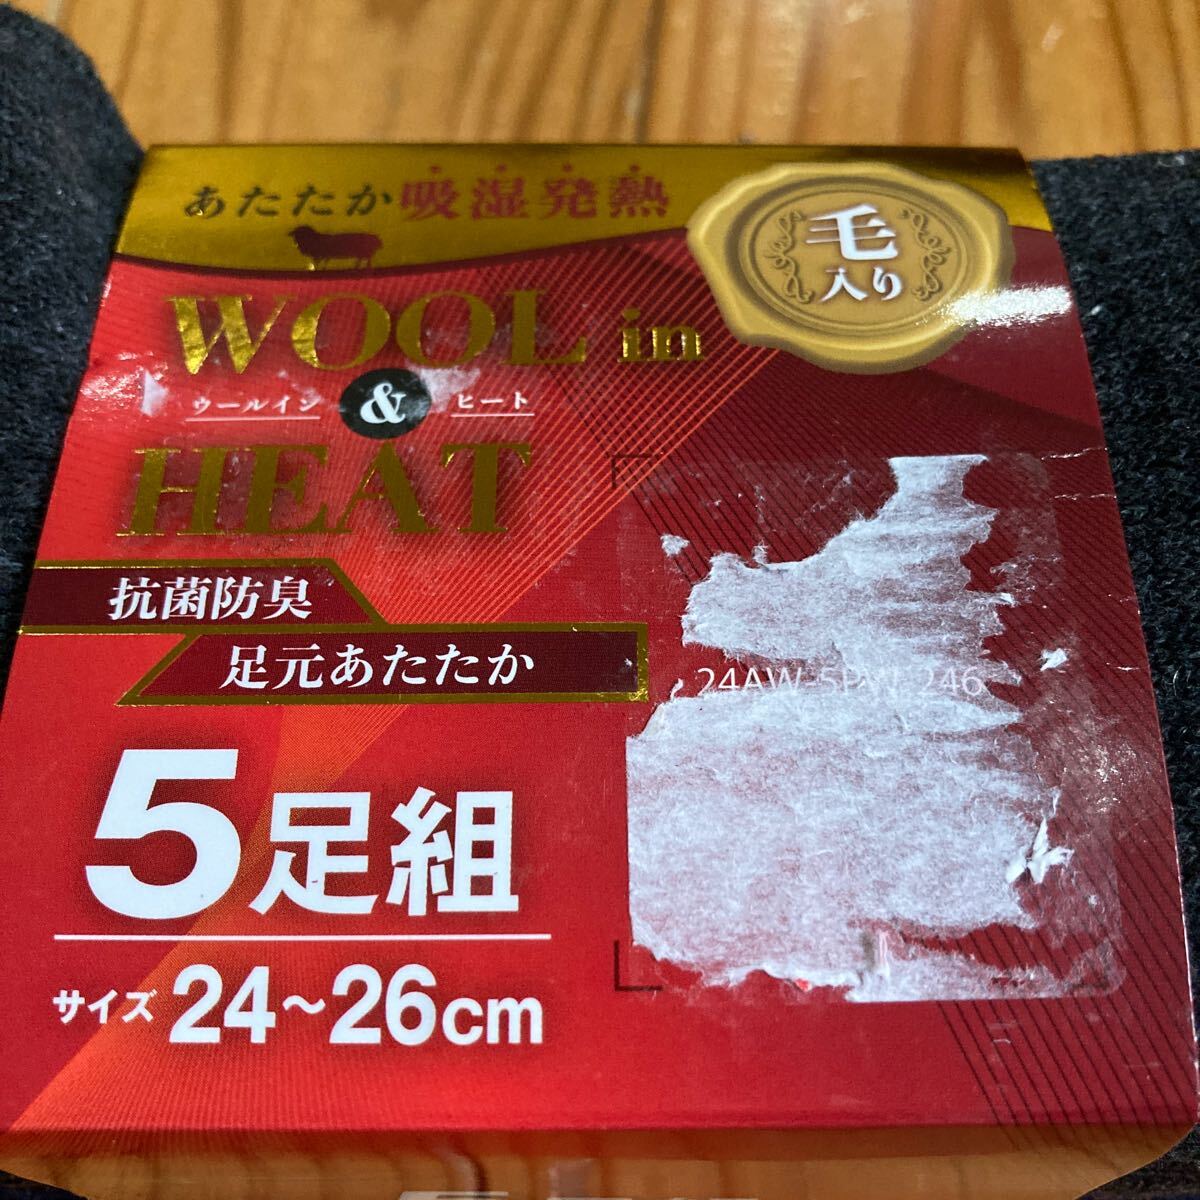 あたたか吸湿発熱
毛
入り
WOOL in
ウールイン & ヒート
HEAT
抗菌防臭
足元あたたか
24AW 246
5足組
サイズ 24~26cm